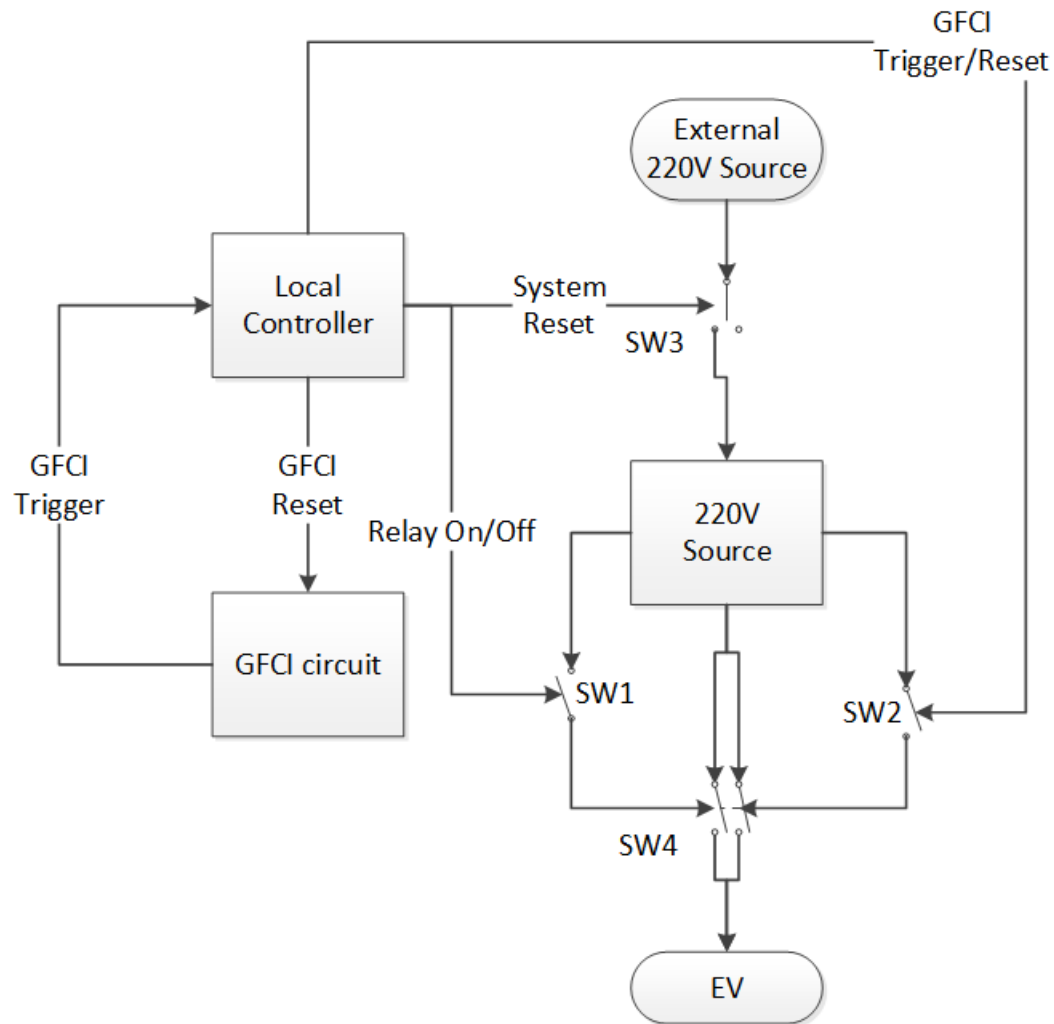 GFCI
Trigger/Reset
External
220V Source
Local
Controller
System
Reset
SW3
GFCI
Trigger
GFCI
Reset
Relay On/Off
220V
Source
GFCI circuit
SW1
SW2
SW4
EV